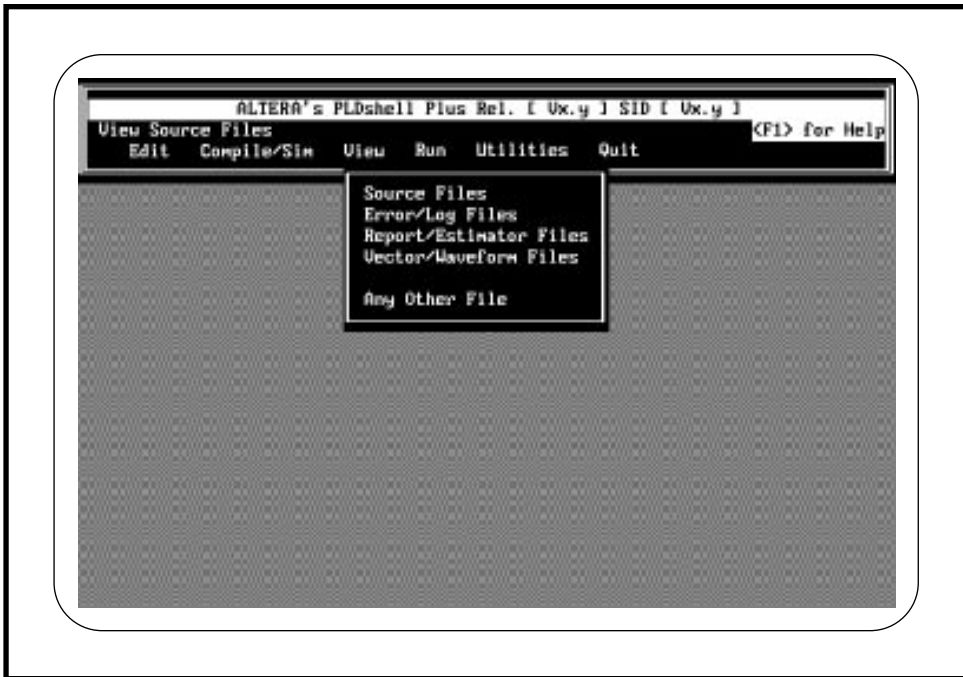 ALTERA's PLDshell Plus Rel. [ Vx.y ] SID [ Vx.y ]
View Source Files <F1> for Help
Edit Compile/Sim View Run Utilities Quit
Source Files
Error/Log Files
Report/Estimator Files
Vector/Waveform Files
Any Other File